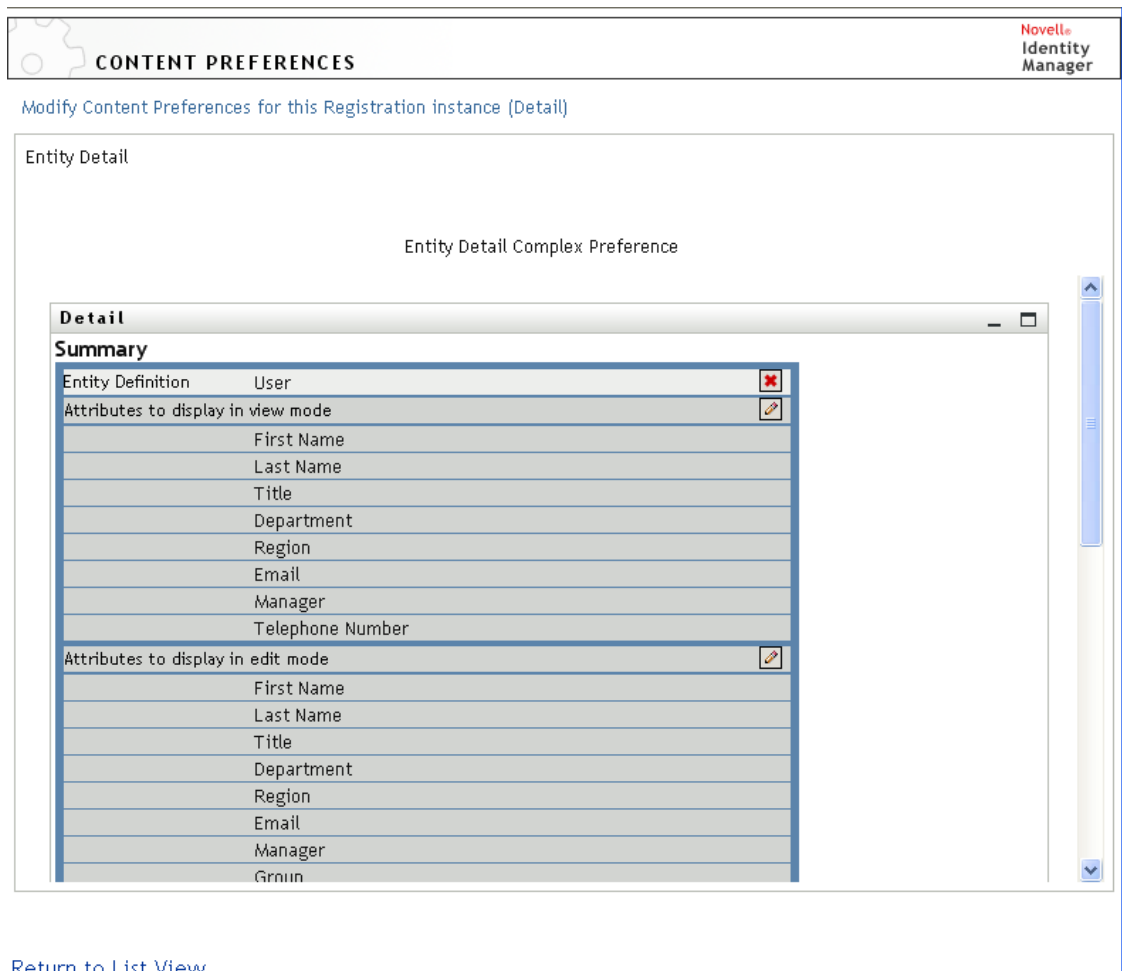 Novell®
Identity
Manager
CONTENT PREFERENCES
Modify Content Preferences for this Registration instance (Detail)
Entity Detail
Entity Detail Complex Preference
Detail
Summary
Entity Definition User
Attributes to display in view mode
First Name
Last Name
Title
Department
Region
Email
Manager
Telephone Number
Attributes to display in edit mode
First Name
Last Name
Title
Department
Region
Email
Manager
Group
Return to List View